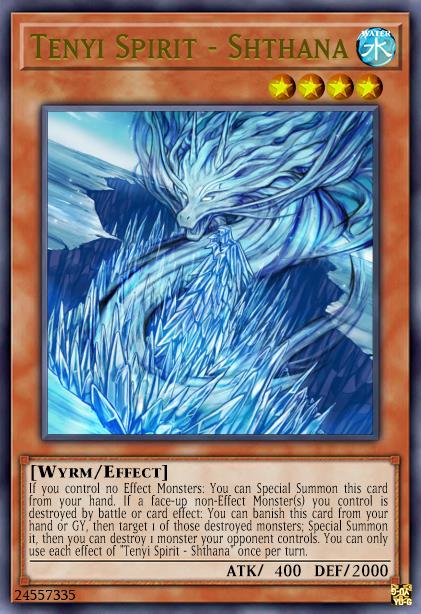 Tenyi Spirit - Shthana
WATER
水
[Wyrm/Effect]
If you control no Effect Monsters: You can Special Summon this card
from your hand. If a face-up non-Effect Monster(s) you control is
destroyed by battle or card effect: You can banish this card from your
hand or GY, then target 1 of those destroyed monsters; Special Summon
it, then you can destroy 1 monster your opponent controls. You can only
use each effect of "Tenyi Spirit - Shthana" once per turn.
ATK/ 400 DEF/2000
24557335